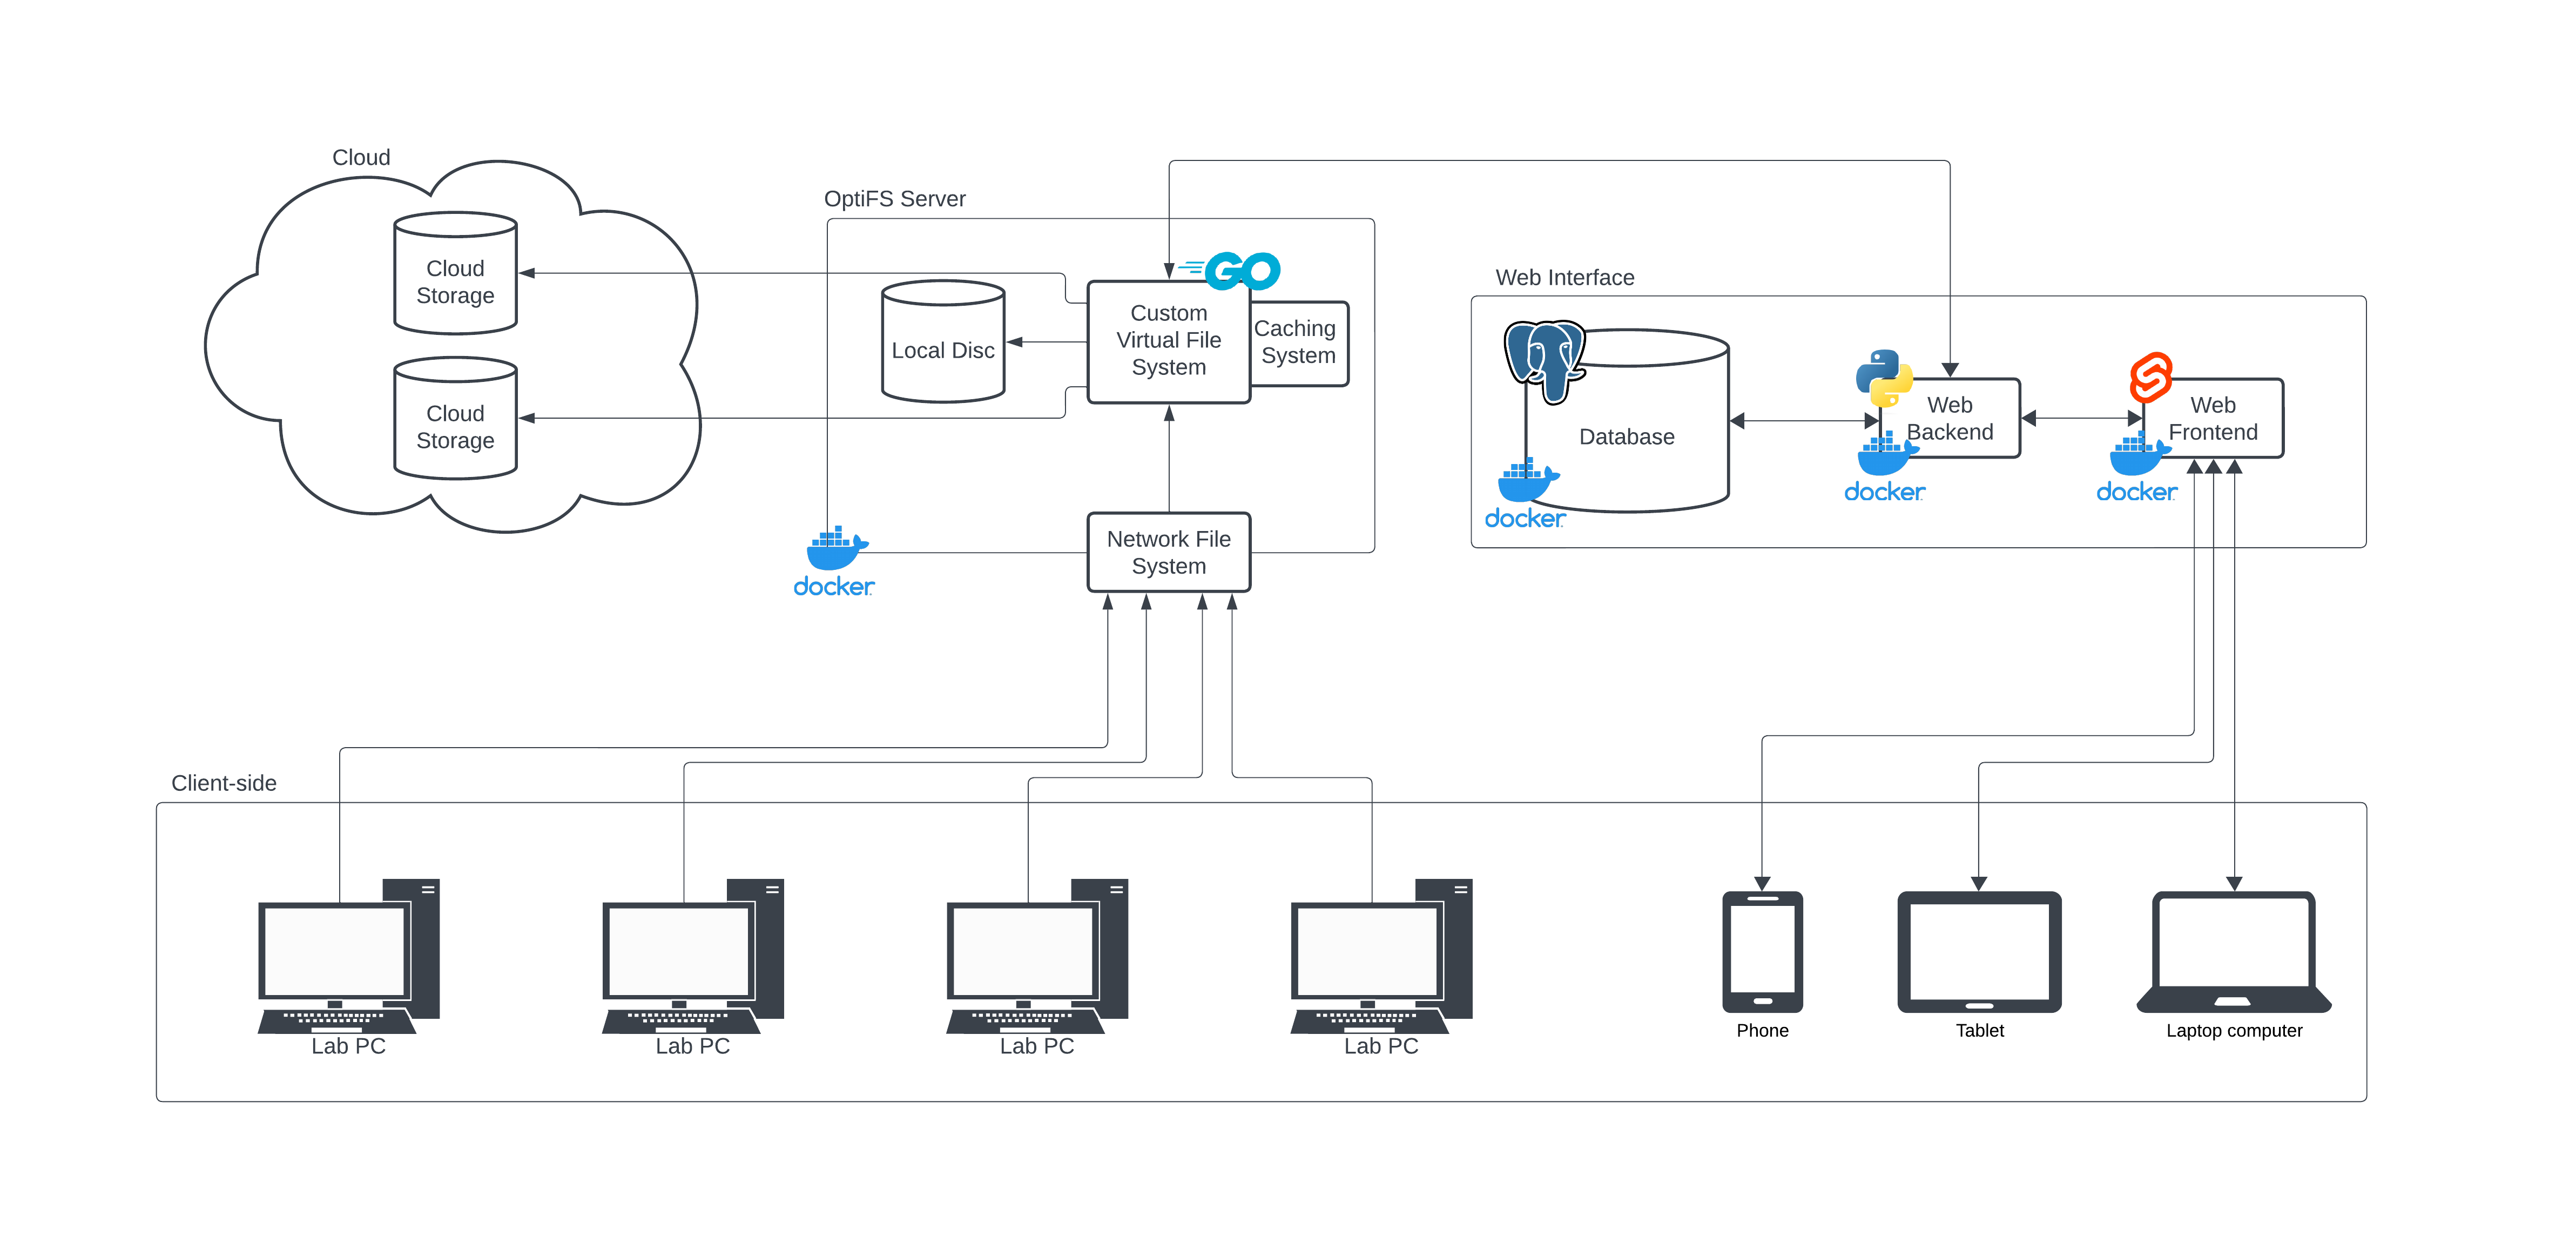 Cloud
Cloud
Storage
Cloud
Storage
OptiFS Server
Local Disc
GO
Custom
Virtual File
System
Caching
System
Network File
System
docker
Web Interface
Database
docker
Web
Backend
docker
Web
Frontend
docker
Client-side
Lab PC
Lab PC
Lab PC
Lab PC
Phone
Tablet
Laptop computer